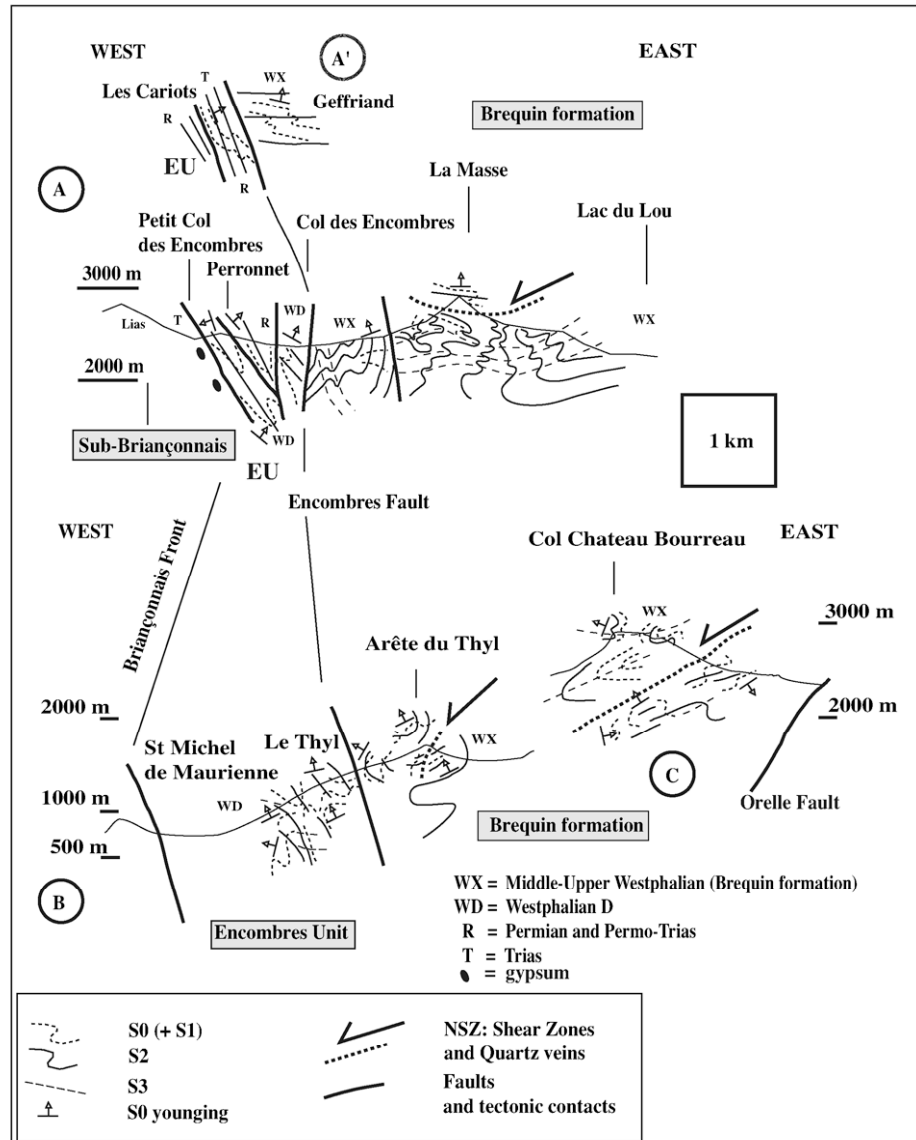 WEST
A'
EAST
T
WX
Les Cariots
Geffriand
R
Brequin formation
EU
R
A
La Masse
Lac du Lou
Petit Col
des Encombres
Col des Encombres
Perronnet
3000 m
WD
Lias
T
R
WX
WX
2000 m
WD
Sub-Briançonnais
EU
1 km
Encombres Fault
WEST
EAST
Briançonnais Front
Col Chateau Bourreau
WX
3000 m
Arête du Thyl
2000 m
2000 m
St Michel
de Maurienne
Le Thyl
WX
WD
C
1000 m
Orelle Fault
500 m
Brequin formation
B
Encombres Unit
WX = Middle-Upper Westphalian (Brequin formation)
WD = Westphalian D
R = Permian and Permo-Trias
T = Trias
= gypsum
S0 (+ S1)
S2
S3
S0 younging
NSZ: Shear Zones
and Quartz veins
Faults
and tectonic contacts